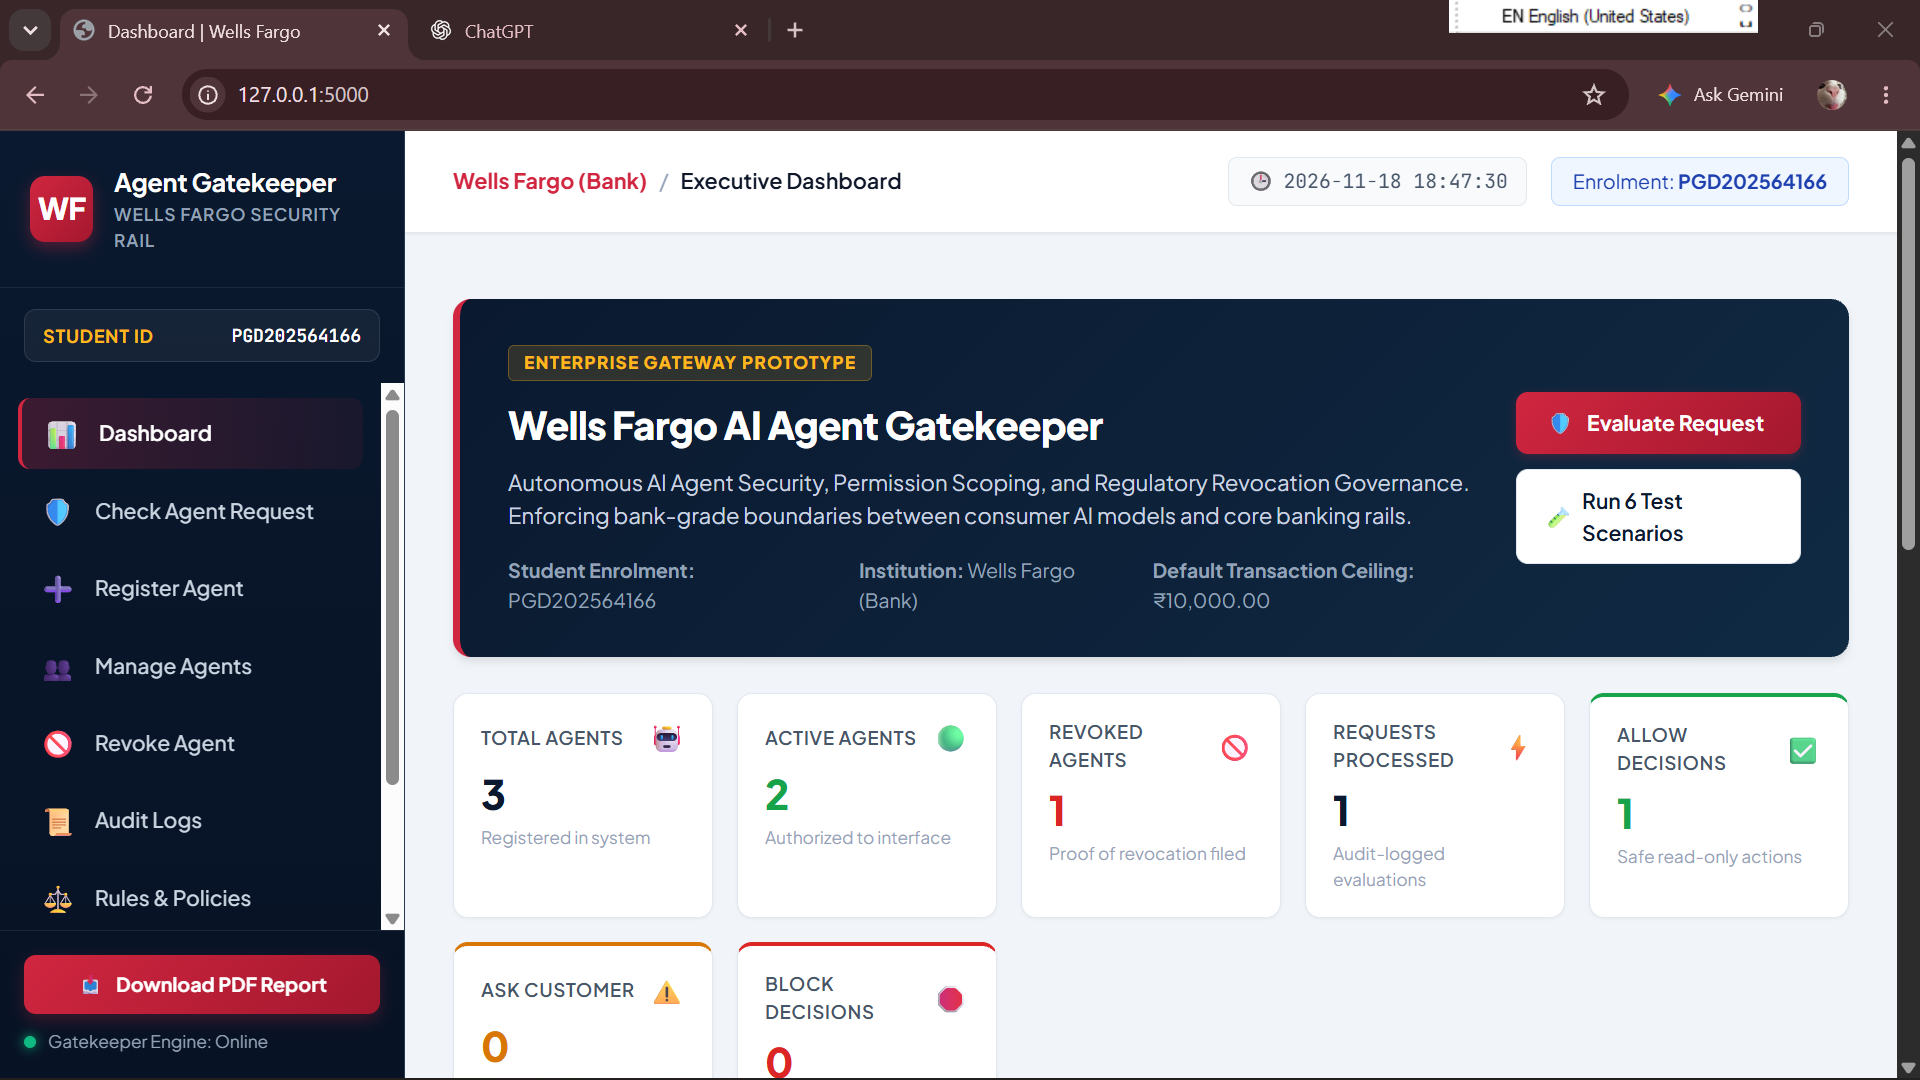 Dashboard | Wells Fargo
ChatGPT
EN English (United States)
127.0.0.1:5000
Ask Gemini
WF
Agent Gatekeeper
WELLS FARGO SECURITY
RAIL
STUDENT ID PGD202564166
Dashboard
Check Agent Request
Register Agent
Manage Agents
Revoke Agent
Audit Logs
Rules & Policies
Download PDF Report
Gatekeeper Engine: Online
Wells Fargo (Bank) / Executive Dashboard
2026-11-18 18:47:30
Enrolment: PGD202564166
ENTERPRISE GATEWAY PROTOTYPE
Wells Fargo AI Agent Gatekeeper
Autonomous AI Agent Security, Permission Scoping, and Regulatory Revocation Governance.
Enforcing bank-grade boundaries between consumer AI models and core banking rails.
Student Enrolment:
PGD202564166
Institution: Wells Fargo
(Bank)
Default Transaction Ceiling:
₹10,000.00
Evaluate Request
Run 6 Test
Scenarios
TOTAL AGENTS
3
Registered in system
ACTIVE AGENTS
2
Authorized to interface
REVOKED
AGENTS
1
Proof of revocation filed
REQUESTS
PROCESSED
1
Audit-logged
evaluations
ALLOW
DECISIONS
1
Safe read-only actions
ASK CUSTOMER
0
BLOCK
DECISIONS
0